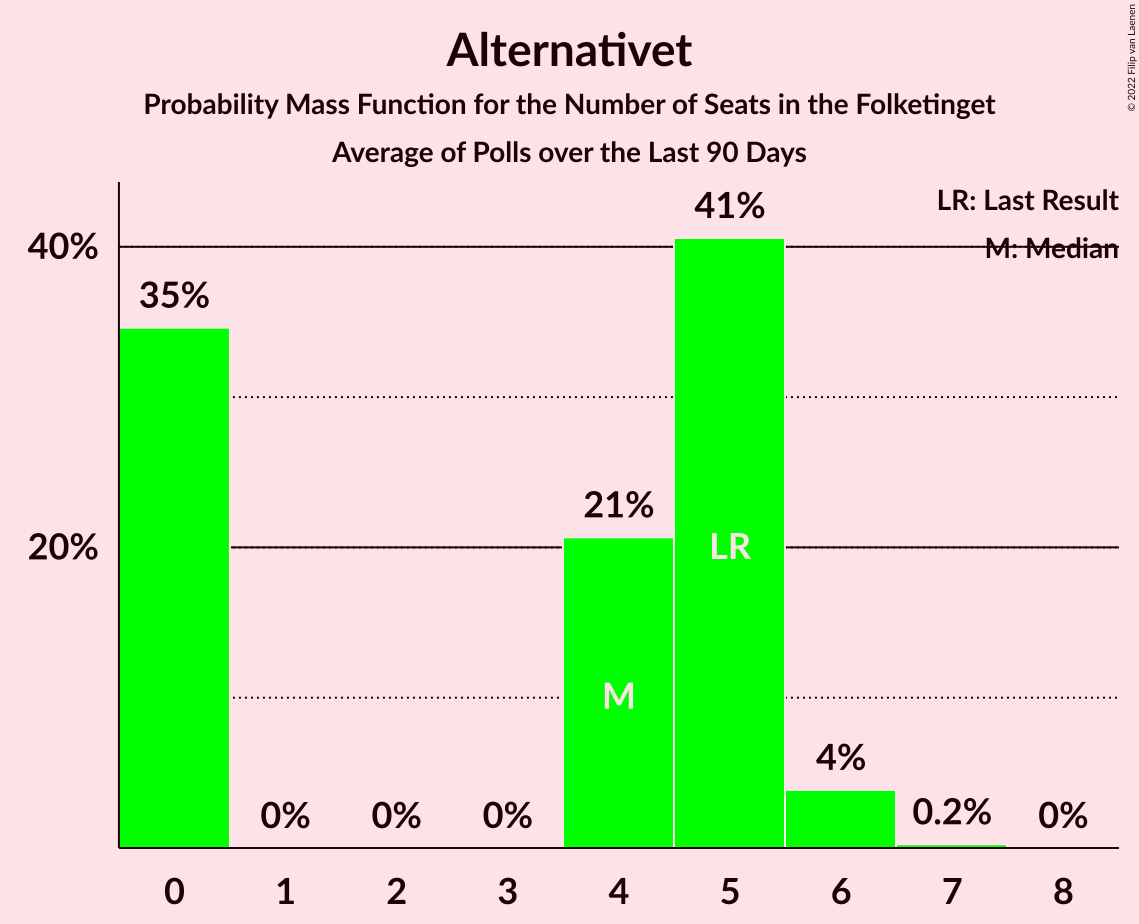 Alternativet
Probability Mass Function for the Number of Seats in the Folketinget
Average of Polls over the Last 90 Days
© 2022 Filip van Laenen
LR: Last Result
M: Median
40%
20%
35%
0%
0%
0%
21%
41%
4%
0.2%
0%
M
LR
0 1 2 3 4 5 6 7 8